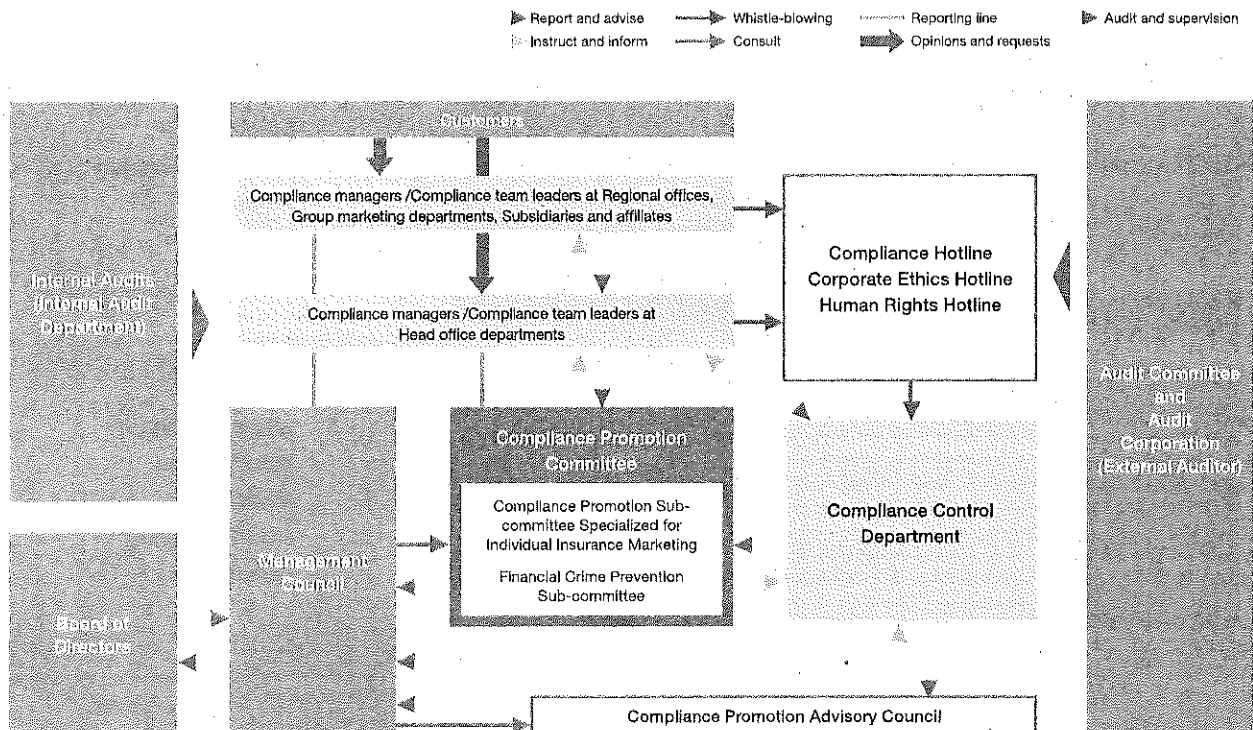 Report and advise
Whistle-blowing
Reporting line
Audit and supervision
Instruct and inform
Consult
Opinions and requests
Customers
Compliance managers /Compliance team leaders at Regional offices,
Group marketing departments, Subsidiaries and affiliates
Compliance Hotline
Corporate Ethics Hotline
Human Rights Hotline
Internal Audits
(Internal Audit
Department)
Compliance managers /Compliance team leaders at
Head office departments
Audit Committee
and
Audit
Corporation
(External Auditor)
Compliance Promotion
Committee
Compliance Promotion Sub-
committee Specialized for
Individual Insurance Marketing
Financial Crime Prevention
Sub-committee
Compliance Control
Department
Management
Council
Board of
Directors
Compliance Promotion Advisory Council